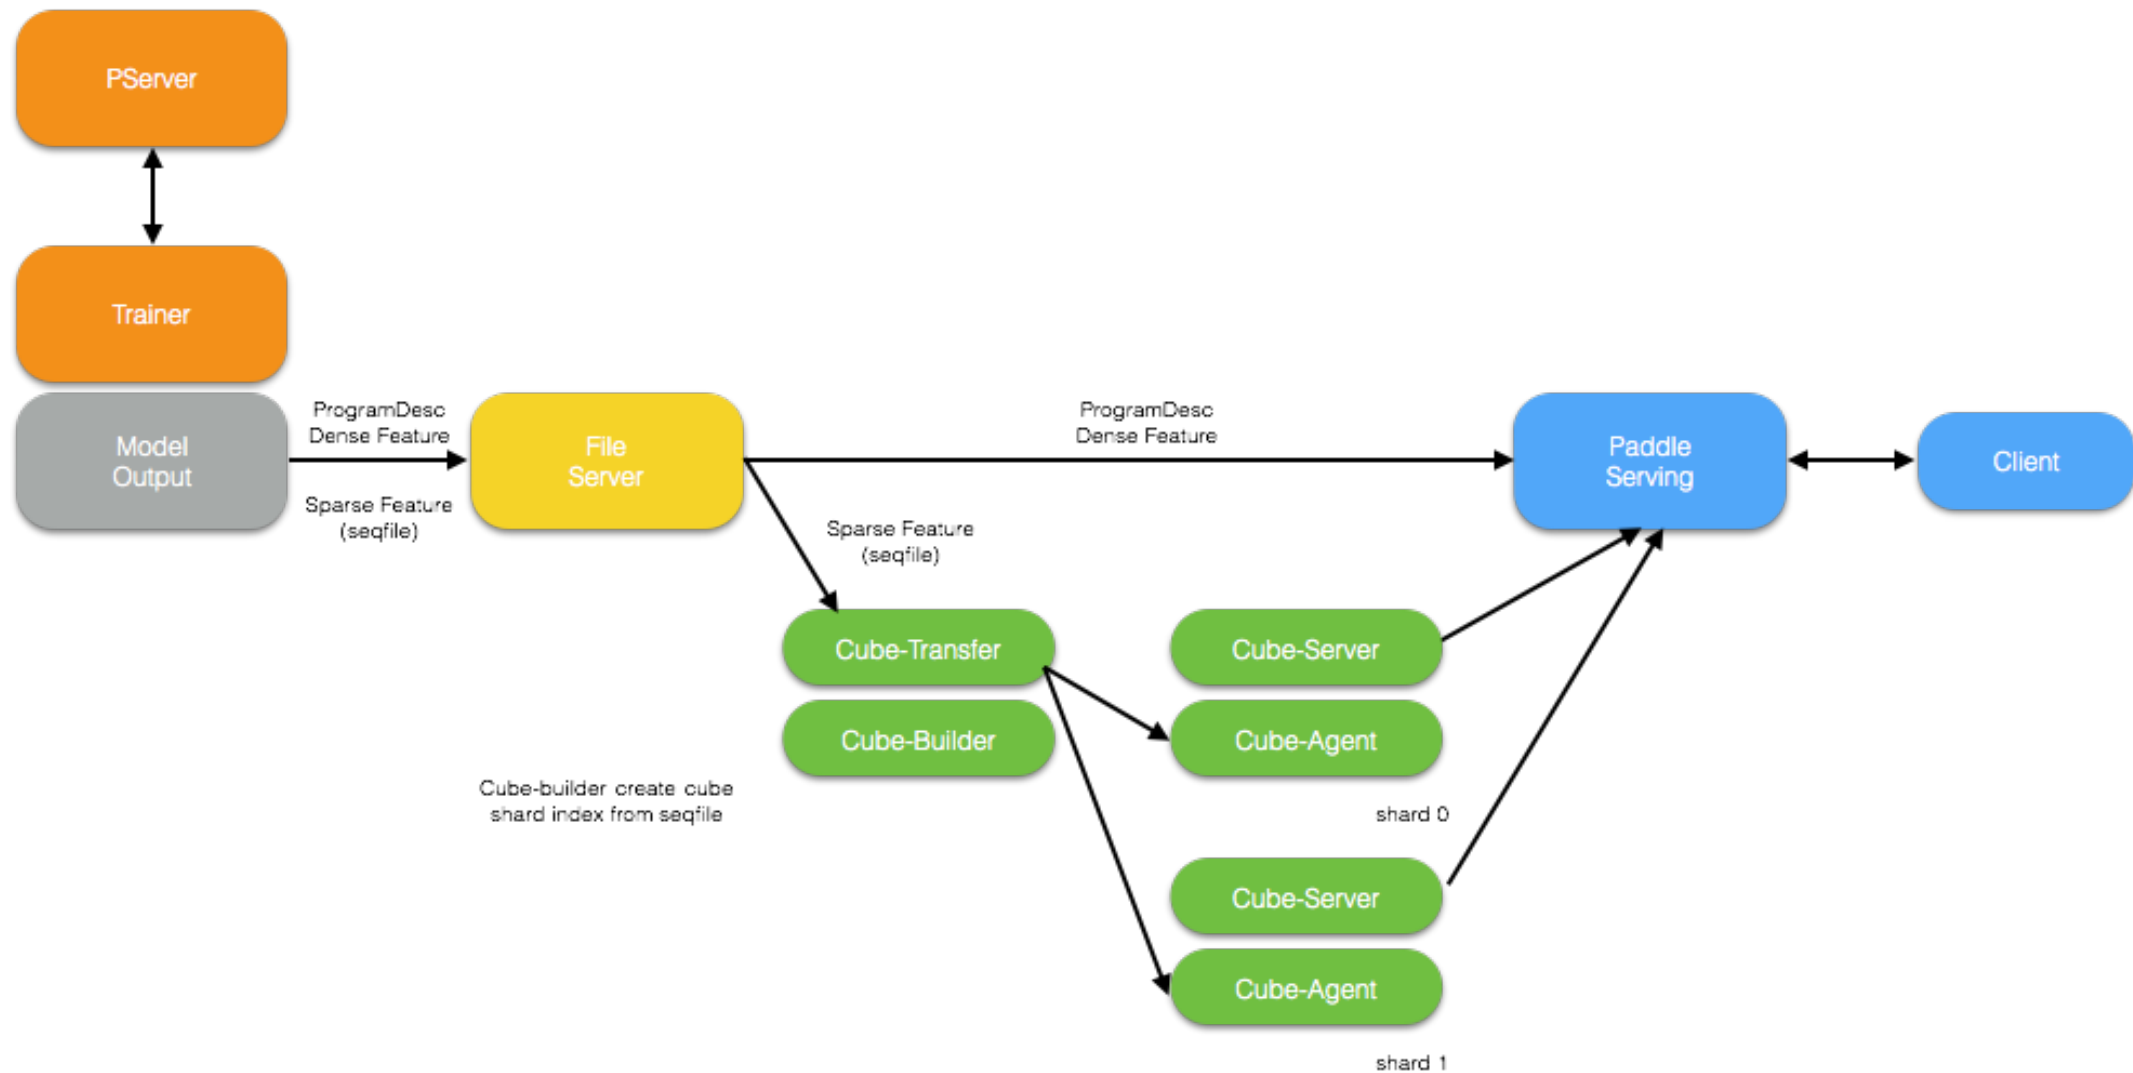 PServer
Trainer
Model
Output
ProgramDesc
Dense Feature
Sparse Feature
(seqfile)
File
Server
ProgramDesc
Dense Feature
Sparse Feature
(seqfile)
Paddle
Serving
Client
Cube-Transfer
Cube-Builder
Cube-builder create cube
shard index from seqfile
Cube-Server
Cube-Agent
shard 0
Cube-Server
Cube-Agent
shard 1